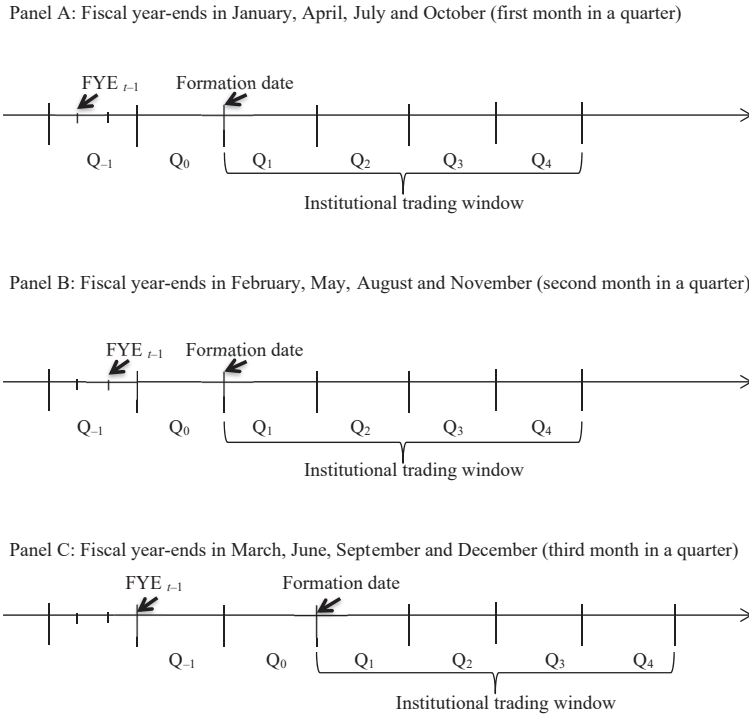 Panel A: Fiscal year-ends in January, April, July and October (first month in a quarter)
FYE t–1 Formation date
Q–1 Q0 Q1 Q2 Q3 Q4
Institutional trading window
Panel B: Fiscal year-ends in February, May, August and November (second month in a quarter)
FYE t–1 Formation date
Q–1 Q0 Q1 Q2 Q3 Q4
Institutional trading window
Panel C: Fiscal year-ends in March, June, September and December (third month in a quarter)
FYE t–1 Formation date
Q–1 Q0 Q1 Q2 Q3 Q4
Institutional trading window